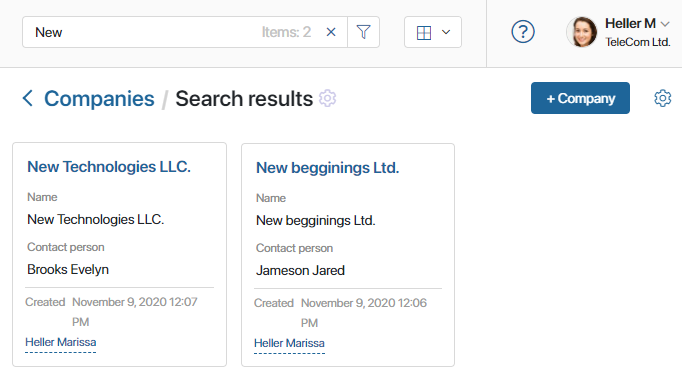 New Items: 2
?
Heller M
TeleCom Ltd.
Companies / Search results
+ Company
New Technologies LLC.
Name
New Technologies LLC.
Contact person
Brooks Evelyn
Created November 9, 2020 12:07
PM
Heller Marissa
New begginings Ltd.
Name
New begginings Ltd.
Contact person
Jameson Jared
Created November 9, 2020 12:06
PM
Heller Marissa